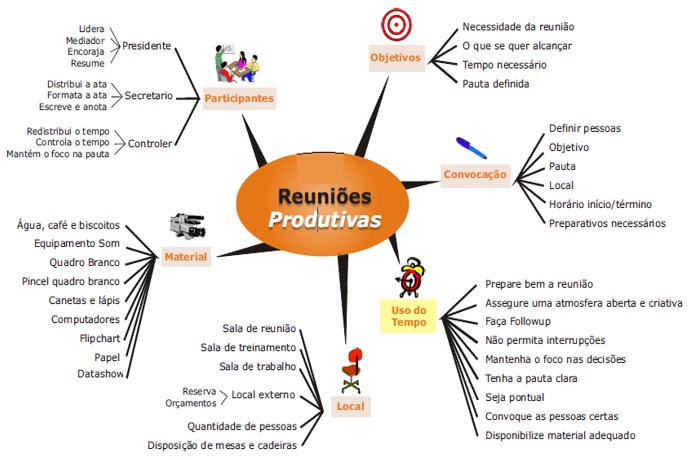 Reuniões
Produtivas
Objetivos
Necessidade da reunião
O que se quer alcançar
Tempo necessário
Pauta definida
Convocação
Definir pessoas
Objetivo
Pauta
Local
Horário início/término
Preparativos necessários
Uso do
Tempo
Prepare bem a reunião
Assegure uma atmosfera aberta e criativa
Faça Followup
Não permita interrupções
Mantenha o foco nas decisões
Tenha a pauta clara
Seja pontual
Convoque as pessoas certas
Disponibilize material adequado
Local
Sala de reunião
Sala de treinamento
Sala de trabalho
Local externo
Reserva
Orçamentos
Quantidade de pessoas
Disposição de mesas e cadeiras
Material
Água, café e biscoitos
Equipamento Som
Quadro Branco
Pincel quadro branco
Canetas e lápis
Computadores
Flipchart
Papel
Datashow
Participantes
Presidente
Lidera
Mediador
Encoraja
Resume
Secretario
Distribui a ata
Formata a ata
Escreve e anota
Controler
Redistribui o tempo
Controla o tempo
Mantém o foco na pauta